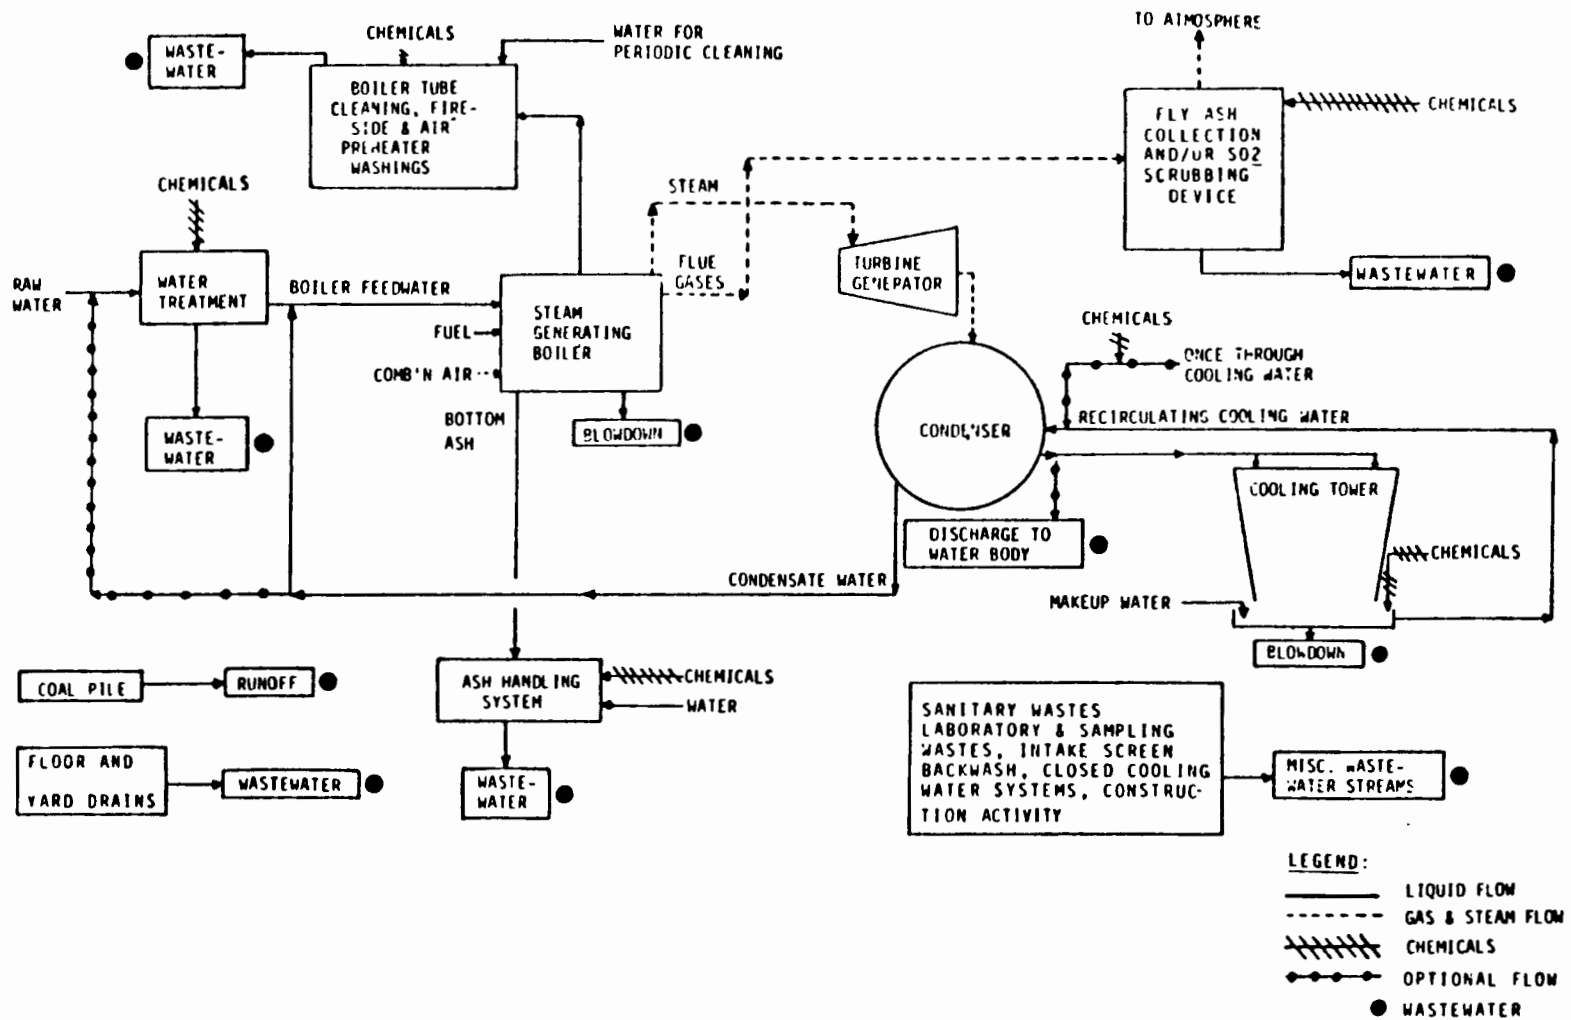 TO ATMOSPHERE
CHEMICALS
WATER FOR
PERIODIC CLEANING
WASTE-
WATER
BOILER TUBE
CLEANING, FIRE-
SIDE & AIR
PREHEATER
WASHINGS
FLY ASH
COLLECTION
AND/OR SO2
SCRUBBING
DEVICE
CHEMICALS
CHEMICALS
STEAM
RAW
WATER
WATER
TREATMENT
BOILER FEEDWATER
FLUE
GASES
TURBINE
GENERATOR
WASTEWATER
FUEL
COMB'N AIR
STEAM
GENERATING
BOILER
CHEMICALS
ONCE THROUGH
COOLING WATER
WASTE-
WATER
BOTTOM
ASH
BLOWDOWN
CONDENSER
RECIRCULATING COOLING WATER
COOLING TOWER
DISCHARGE TO
WATER BODY
CHEMICALS
CONDENSATE WATER
MAKEUP WATER
BLOWDOWN
COAL PILE
RUNOFF
ASH HANDLING
SYSTEM
CHEMICALS
WATER
FLOOR AND
YARD DRAINS
WASTEWATER
WASTE-
WATER
SANITARY WASTES
LABORATORY & SAMPLING
WASTES, INTAKE SCREEN
BACKWASH, CLOSED COOLING
WATER SYSTEMS, CONSTRUC-
TION ACTIVITY
MISC. WASTE-
WATER STREAMS
LEGEND:
LIQUID FLOW
GAS & STEAM FLOW
CHEMICALS
OPTIONAL FLOW
WASTEWATER